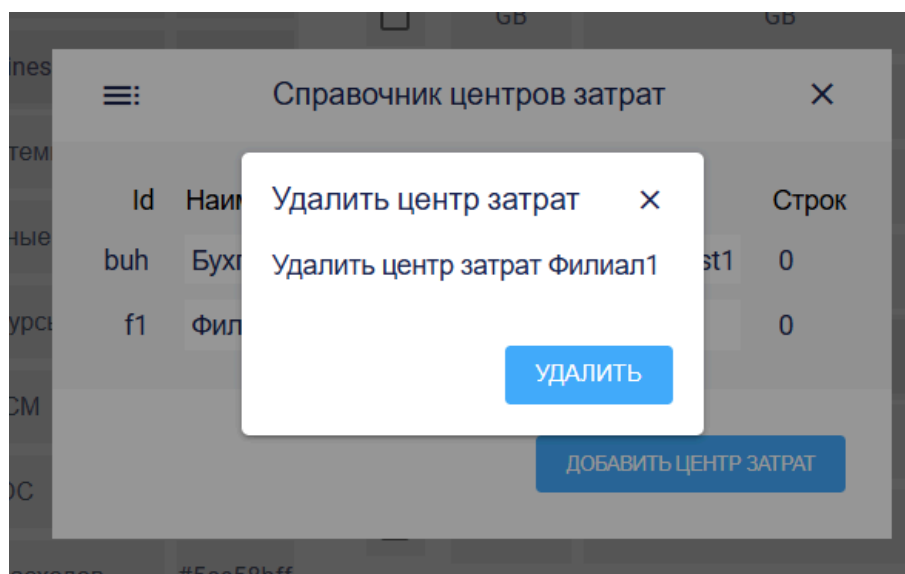 GB GB
Справочник центров затрат
Удалить центр затрат
Id Строк
buh st1 0
Удалить центр затрат Филиал1
f1 0
УДАЛИТЬ
ДОБАВИТЬ ЦЕНТР ЗАТРАТ